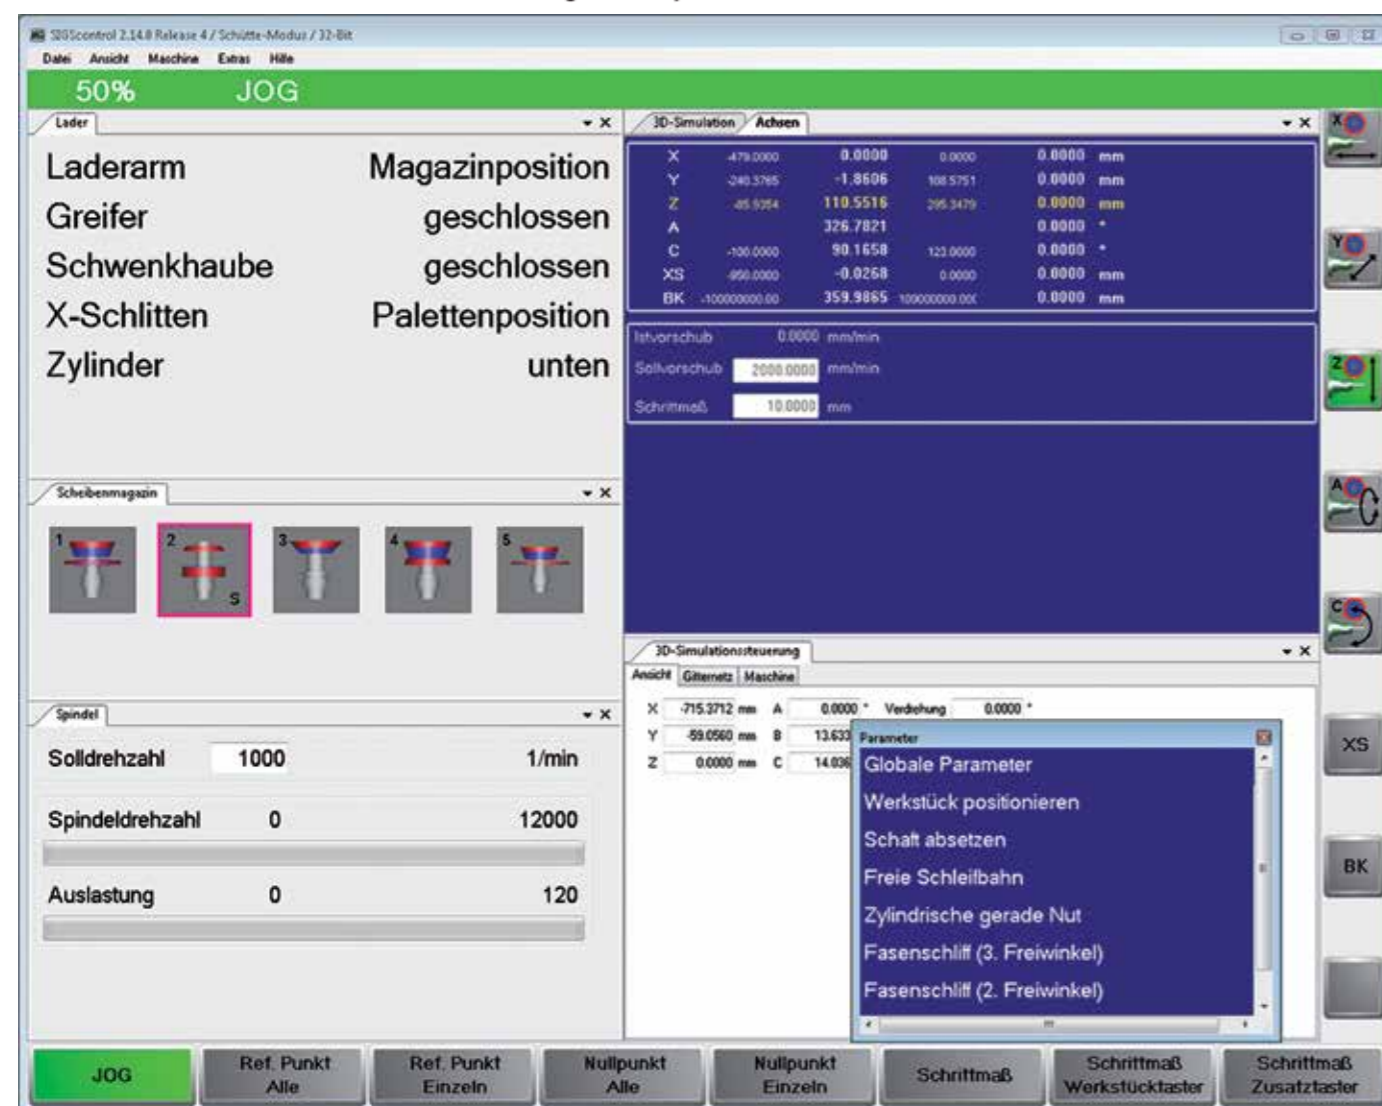 SIGScontrol 2.14.0 Release 4 / Schütte-Modus / 32-Bit
Datei Ansicht Maschine Extras Hilfe
50% JOG
Lader
Laderarm Magazinposition
Greifer geschlossen
Schwenkhaube geschlossen
X-Schlitten Palettenposition
Zylinder unten
Scheibenmagazin
1 2 S 3 4 5
Spindel
Solldrehzahl 1000 1/min
Spindeldrehzahl 0 12000
Auslastung 0 120
3D-Simulation Achsen
X -479.0000 0.0000 0.0000 0.0000 mm
Y -240.3765 -1.8606 108.5751 0.0000 mm
Z -85.9354 110.5516 295.3479 0.0000 mm
A 326.7821 0.0000 °
C -100.0000 90.1658 123.0000 0.0000 °
XS -950.0000 -0.0268 0.0000 0.0000 mm
BK -100000000.00 359.9865 0.0000 mm
Istvorschub 0.0000 mm/min
Sollvorschub 2000.0000 mm/min
Schrittmaß 10.0000 mm
3D-Simulationssteuerung
Ansicht Gitternetz Maschine
X -715.3712 mm A 0.0000 ° Verdrehung 0.0000 °
Y -59.0560 mm B 13.633
Z 0.0000 mm C 14.036
Parameter
Globale Parameter
Werkstück positionieren
Schaft absetzen
Freie Schleifbahn
Zylindrische gerade Nut
Fasenschliff (3. Freiwinkel)
Fasenschliff (2. Freiwinkel)
X
Y
Z
A
C
XS
BK
JOG
Ref. Punkt
Alle
Ref. Punkt
Einzeln
Nullpunkt
Alle
Nullpunkt
Einzeln
Schrittmaß
Schrittmaß
Werkstücktaster
Schrittmaß
Zusatztaster